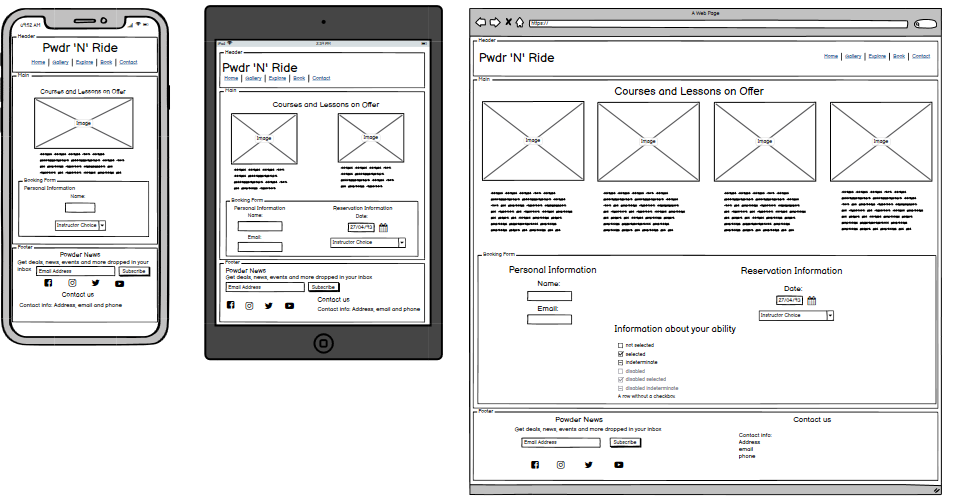 U9:52 AM
Header
Pwdr 'N' Ride
Home Gallery Explore Book Contact
Main
Courses and Lessons on Offer
Image
Booking Form
Personal Information
Name:
Instructor Choice
Footer
Powder News
Get deals, news, events and more dropped in your
inbox
Email Address Subscribe
Contact us
Contact info: Address, email and phone
iPad 2:39 PM
Header
Pwdr 'N' Ride
Home Gallery Explore Book Contact
Main
Courses and Lessons on Offer
Image Image
Booking Form
Personal Information Reservation Information
Name: Date:
27/04/93
Email: Instructor Choice
Footer
Powder News
Get deals, news, events and more dropped in your inbox
Email Address Subscribe
Contact us
Contact info: Address, email and phone
A Web Page
https://
Header
Pwdr 'N' Ride
Home Gallery Explore Book Contact
Main
Courses and Lessons on Offer
Image Image Image Image
Booking Form
Personal Information Reservation Information
Name: Date:
27/04/93
Email: Instructor Choice
Information about your ability
not selected
selected
indeterminate
disabled
disabled selected
disabled indeterminate
A row without a checkbox
Footer
Powder News Contact us
Get deals, news, events and more dropped in your inbox
Email Address Subscribe
Contact info:
Address
email
phone